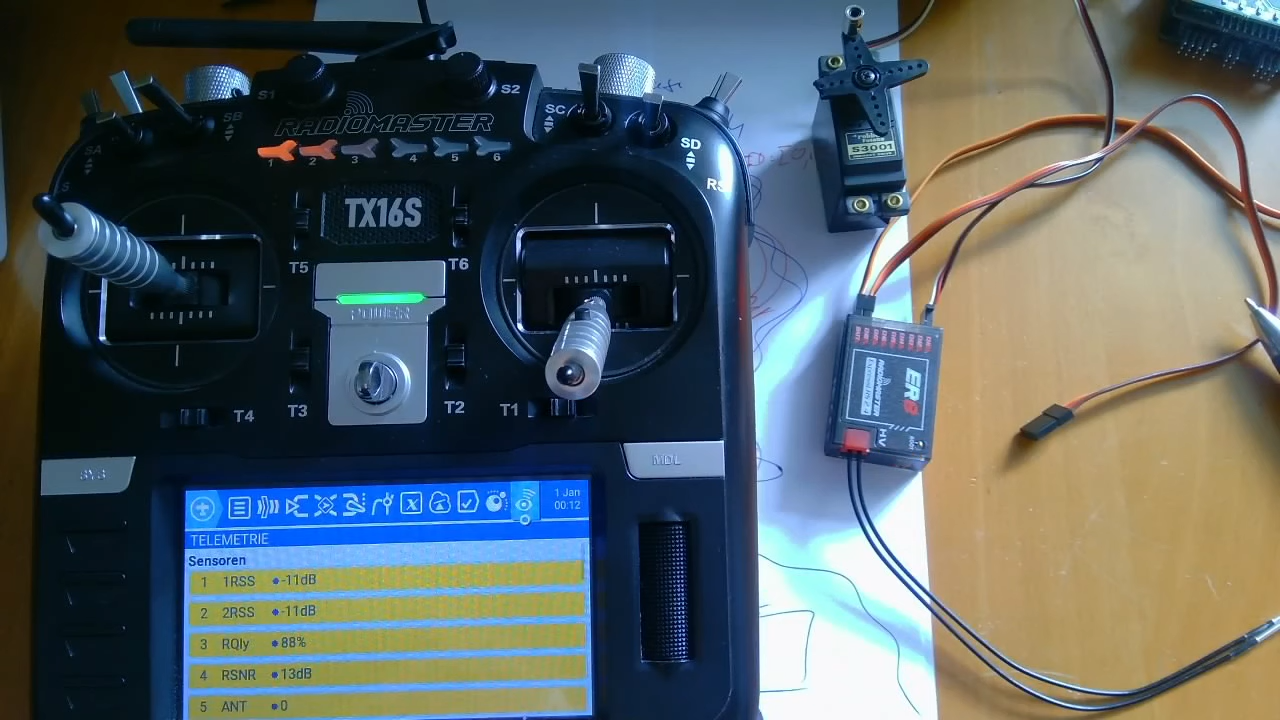 S1
S2
RADIOMASTER
1 2 3 4 5 6
SA
SB
SC
SD
TX16S
T5
T6
POWER
T4
T3
T2
T1
SYS
MDL
1 Jan
00:12
TELEMETRIE
Sensoren
1 1RSS -11dB
2 2RSS -11dB
3 RQly 88%
4 RSNR 13dB
5 ANT 0
S3001
ER8
RADIOMASTER
HV